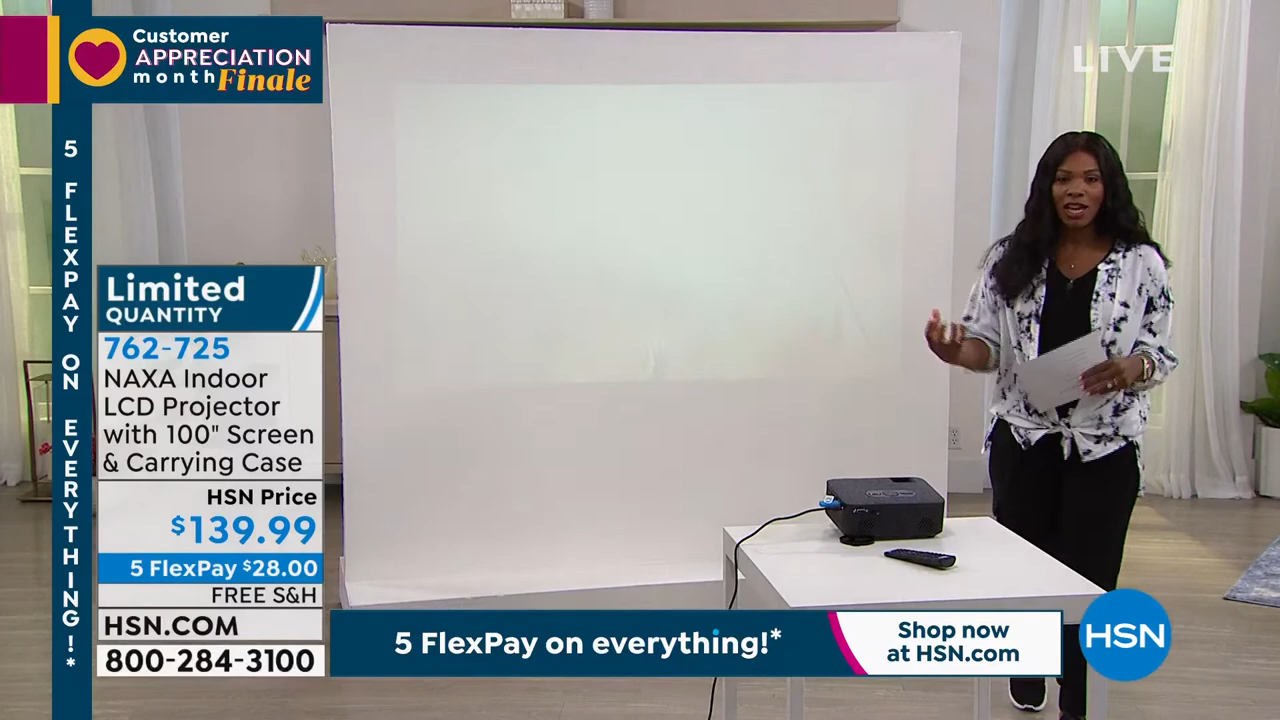 Customer
APPRECIATION
month Finale
LIVE
5 FLEXPAY ON EVERYTHING!*
Limited
QUANTITY
762-725
NAXA Indoor
LCD Projector
with 100" Screen
& Carrying Case
HSN Price
$139.99
5 FlexPay $28.00
FREE S&H
HSN.COM
800-284-3100
5 FlexPay on everything!*
Shop now
at HSN.com
HSN